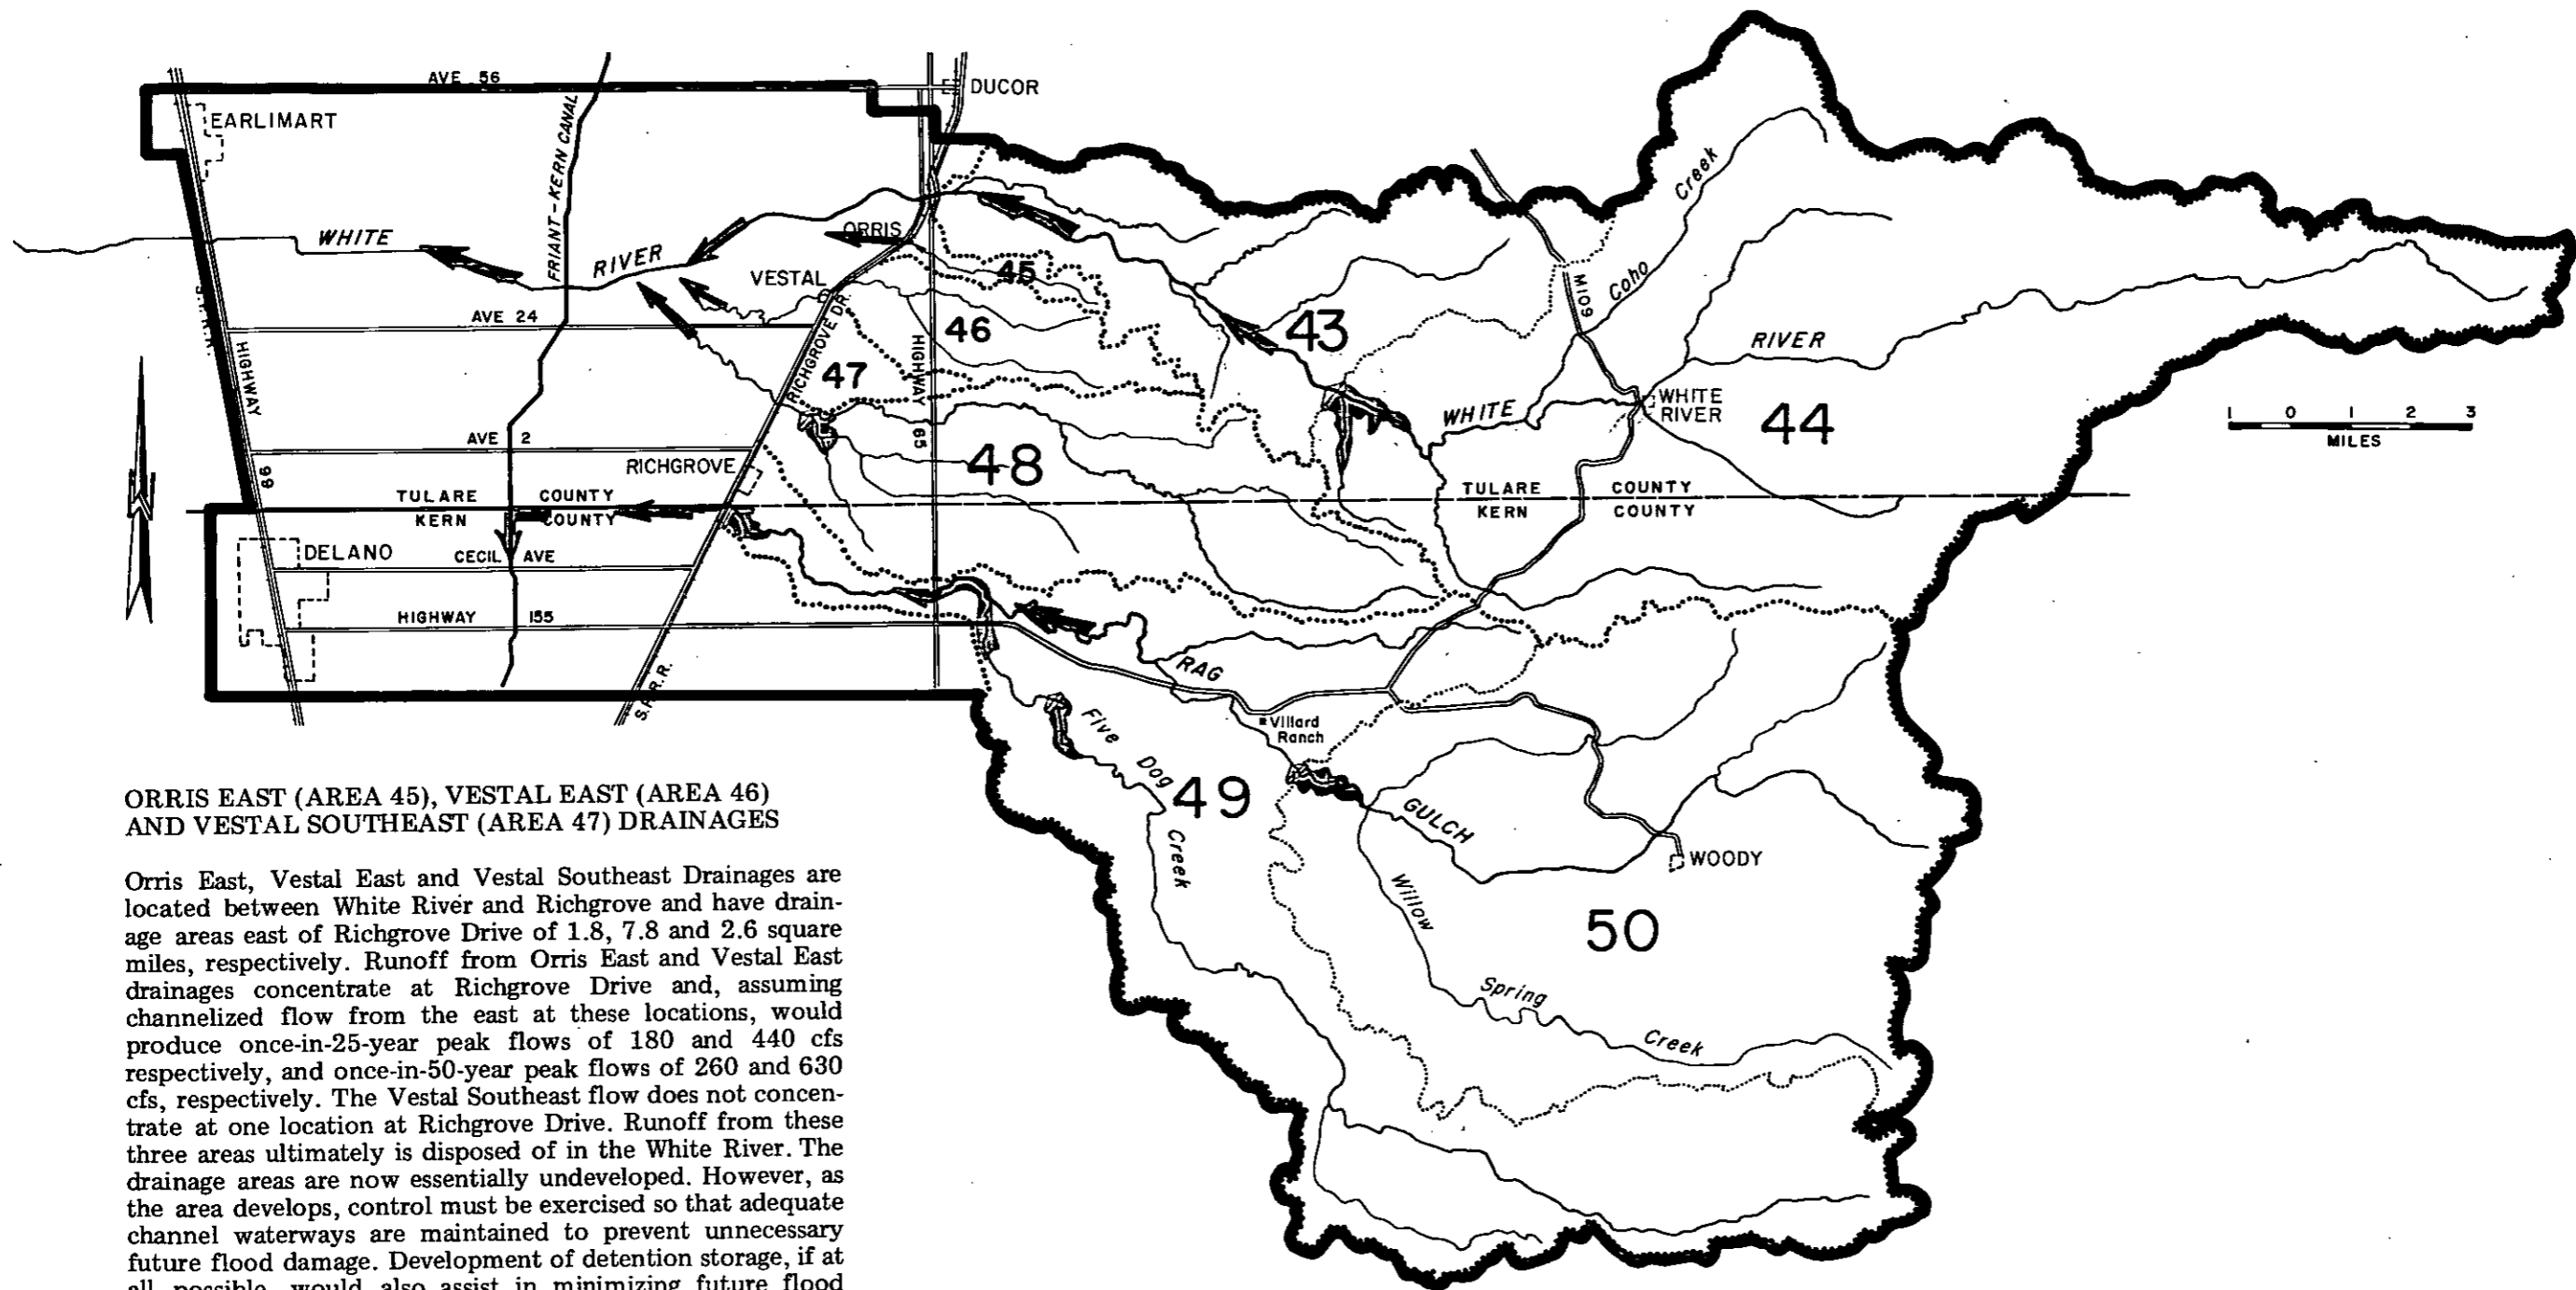 AVE 56
DUCOR
EARLIMART
FRIANT-KERN CANAL
Creek
WHITE
RIVER
ORRIS
VESTAL
45
43
Coho
M109
AVE 24
46
RIVER
HIGHWAY
RICHGROVE DR.
HIGHWAY
65
47
WHITE
WHITE
RIVER
44
1 0 1 2 3
MILES
AVE 2
RICHGROVE
48
99
TULARE COUNTY
KERN COUNTY
TULARE COUNTY
KERN COUNTY
DELANO
CECIL AVE
HIGHWAY 155
S.P.R.R.
RAG
Villard
Ranch
Five Dog
Creek
49
GULCH
WOODY
Willow
50
Spring
Creek
ORRIS EAST (AREA 45), VESTAL EAST (AREA 46)
AND VESTAL SOUTHEAST (AREA 47) DRAINAGES
Orris East, Vestal East and Vestal Southeast Drainages are
located between White River and Richgrove and have drain-
age areas east of Richgrove Drive of 1.8, 7.8 and 2.6 square
miles, respectively. Runoff from Orris East and Vestal East
drainages concentrate at Richgrove Drive and, assuming
channelized flow from the east at these locations, would
produce once-in-25-year peak flows of 180 and 440 cfs
respectively, and once-in-50-year peak flows of 260 and 630
cfs, respectively. The Vestal Southeast flow does not concen-
trate at one location at Richgrove Drive. Runoff from these
three areas ultimately is disposed of in the White River. The
drainage areas are now essentially undeveloped. However, as
the area develops, control must be exercised so that adequate
channel waterways are maintained to prevent unnecessary
future flood damage. Development of detention storage, if at
all possible, would also assist in minimizing future flood